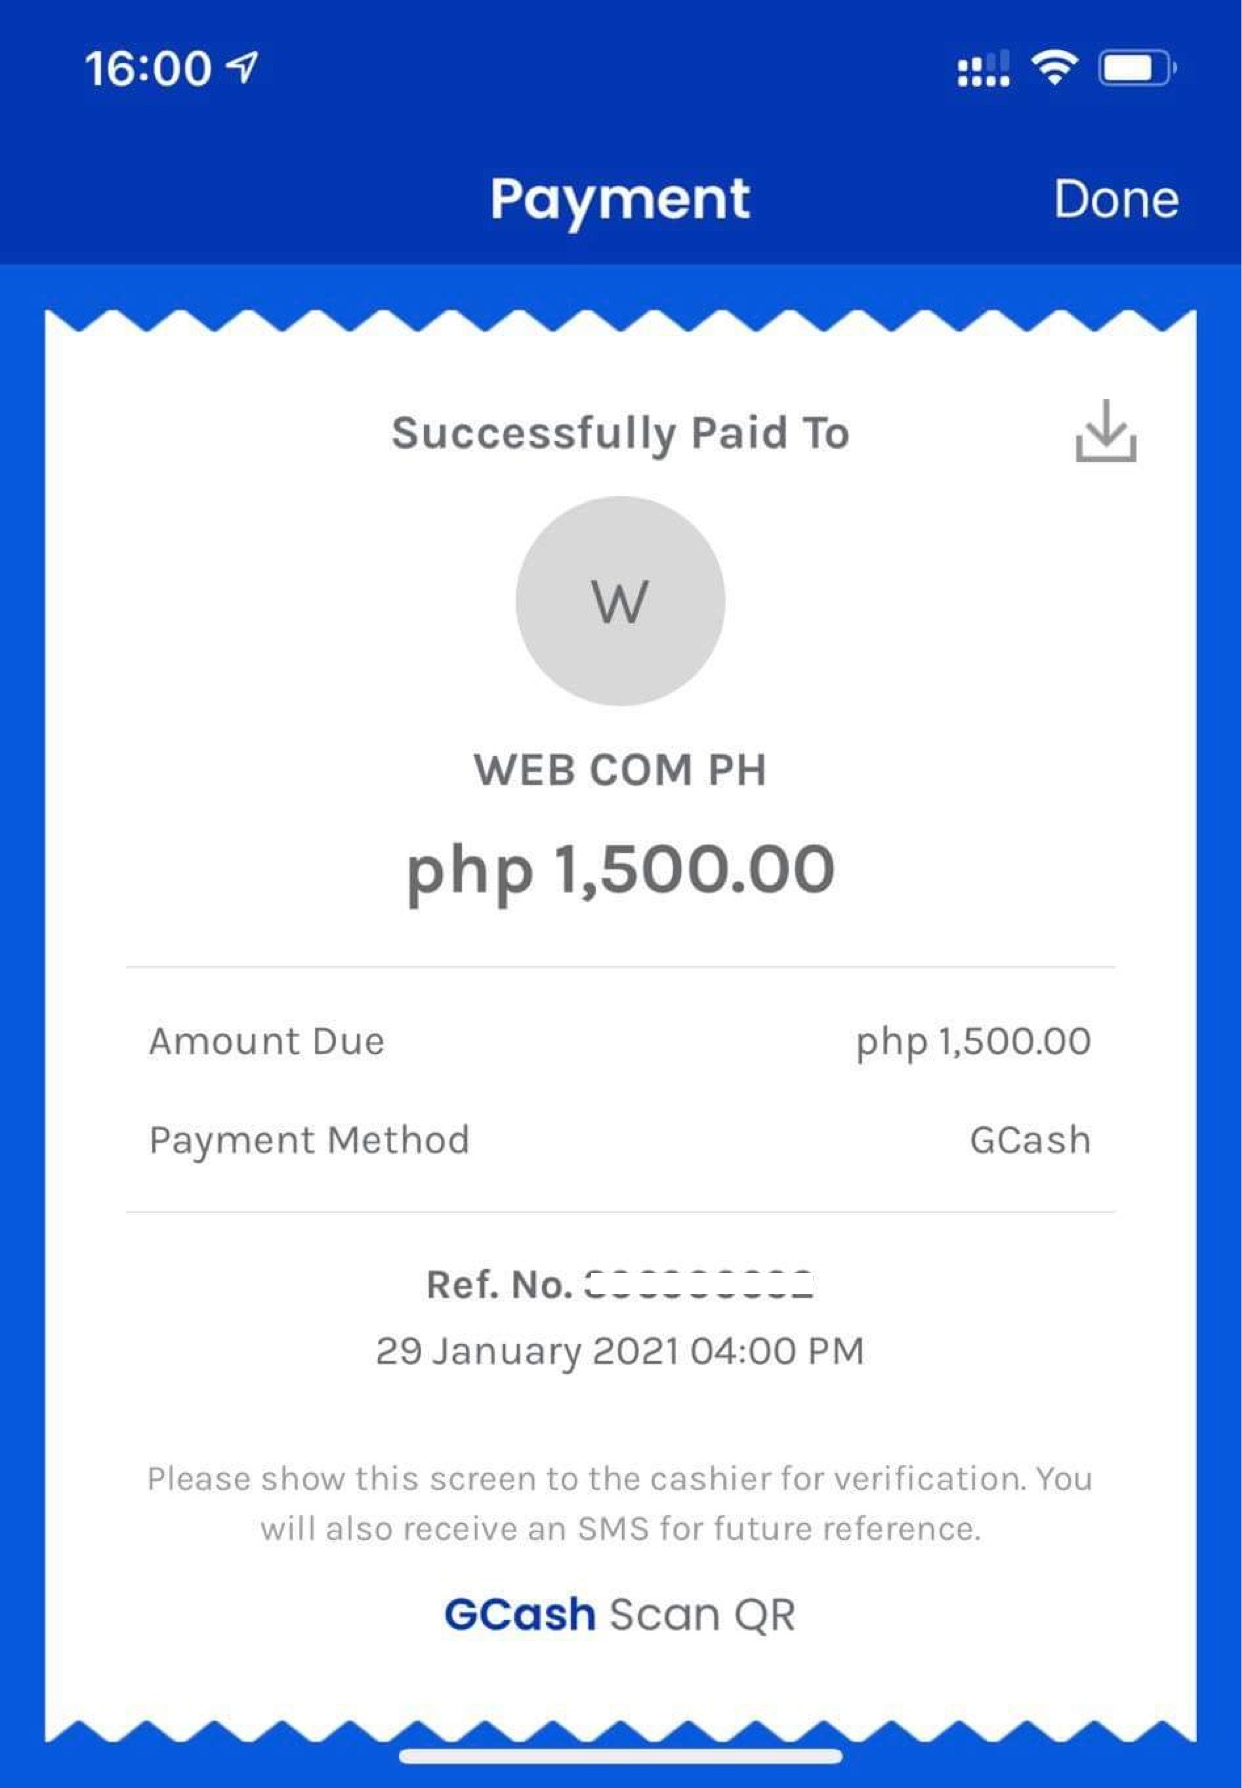 16:00
Payment
Done
Successfully Paid To
W
WEB COM PH
php 1,500.00
Amount Due php 1,500.00
Payment Method GCash
Ref. No.
29 January 2021 04:00 PM
Please show this screen to the cashier for verification. You
will also receive an SMS for future reference.
GCash Scan QR